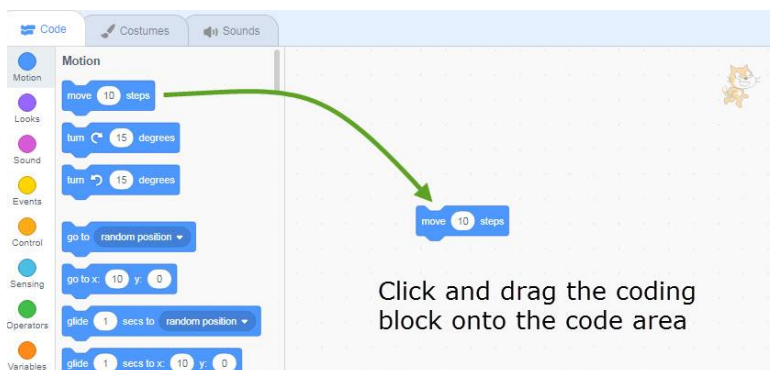 Code
Costumes
Sounds
Motion
Looks
Sound
Events
Control
Sensing
Operators
Variables
Motion
move 10 steps
turn 15 degrees
turn 15 degrees
go to random position
go to x: 10 y: 0
glide 1 secs to random position
glide 1 secs to x: 10 y: 0
move 10 steps
Click and drag the coding
block onto the code area